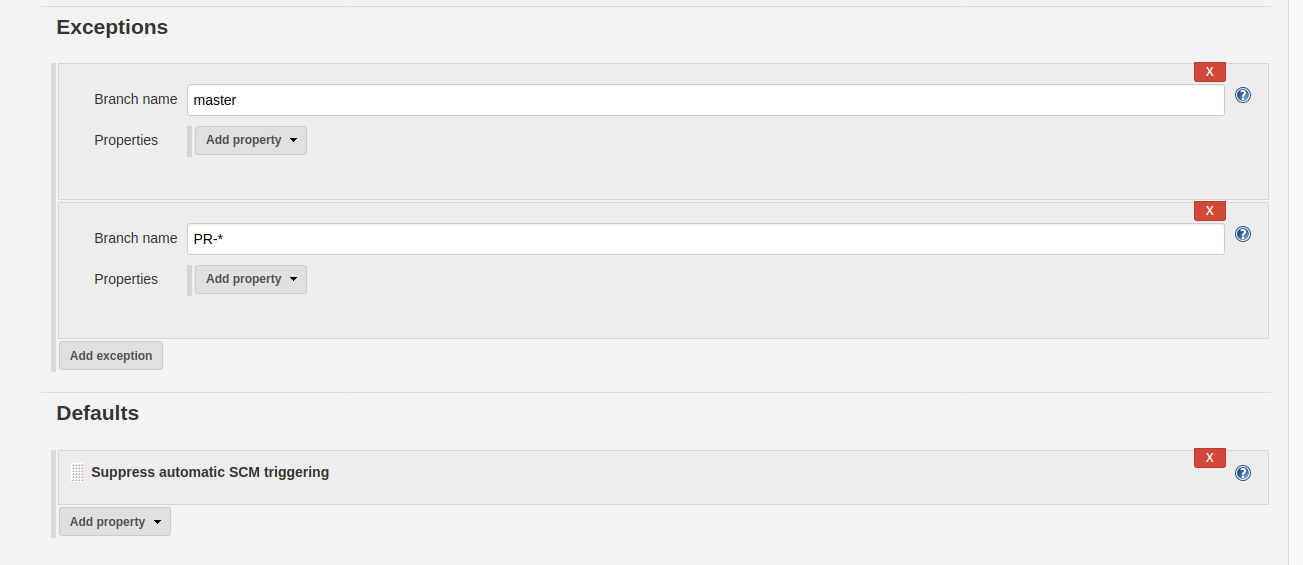 Exceptions
X
Branch name master ?
Properties Add property
X
Branch name PR-* ?
Properties Add property
Add exception
Defaults
X
Suppress automatic SCM triggering ?
Add property